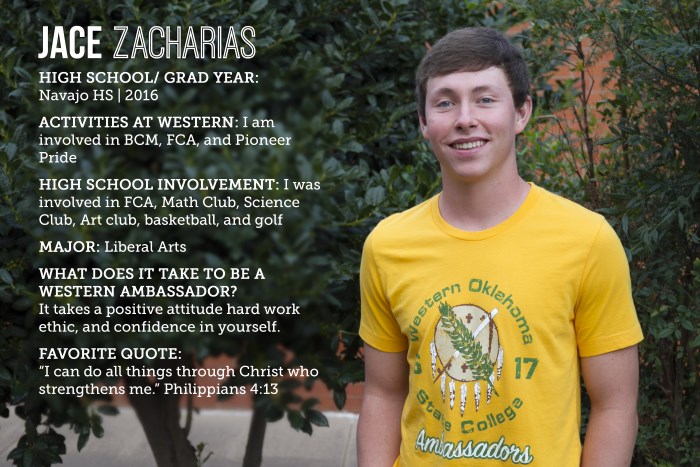 JACE ZACHARIAS
HIGH SCHOOL/ GRAD YEAR:
Navajo HS | 2016
ACTIVITIES AT WESTERN: I am
involved in BCM, FCA, and Pioneer
Pride
HIGH SCHOOL INVOLVEMENT: I was
involved in FCA, Math Club, Science
Club, Art club, basketball, and golf
MAJOR: Liberal Arts
WHAT DOES IT TAKE TO BE A
WESTERN AMBASSADOR?
It takes a positive attitude hard work
ethic, and confidence in yourself.
FAVORITE QUOTE:
“I can do all things through Christ who
strengthens me.” Philippians 4:13
Western Oklahoma
17
State College
Ambassadors